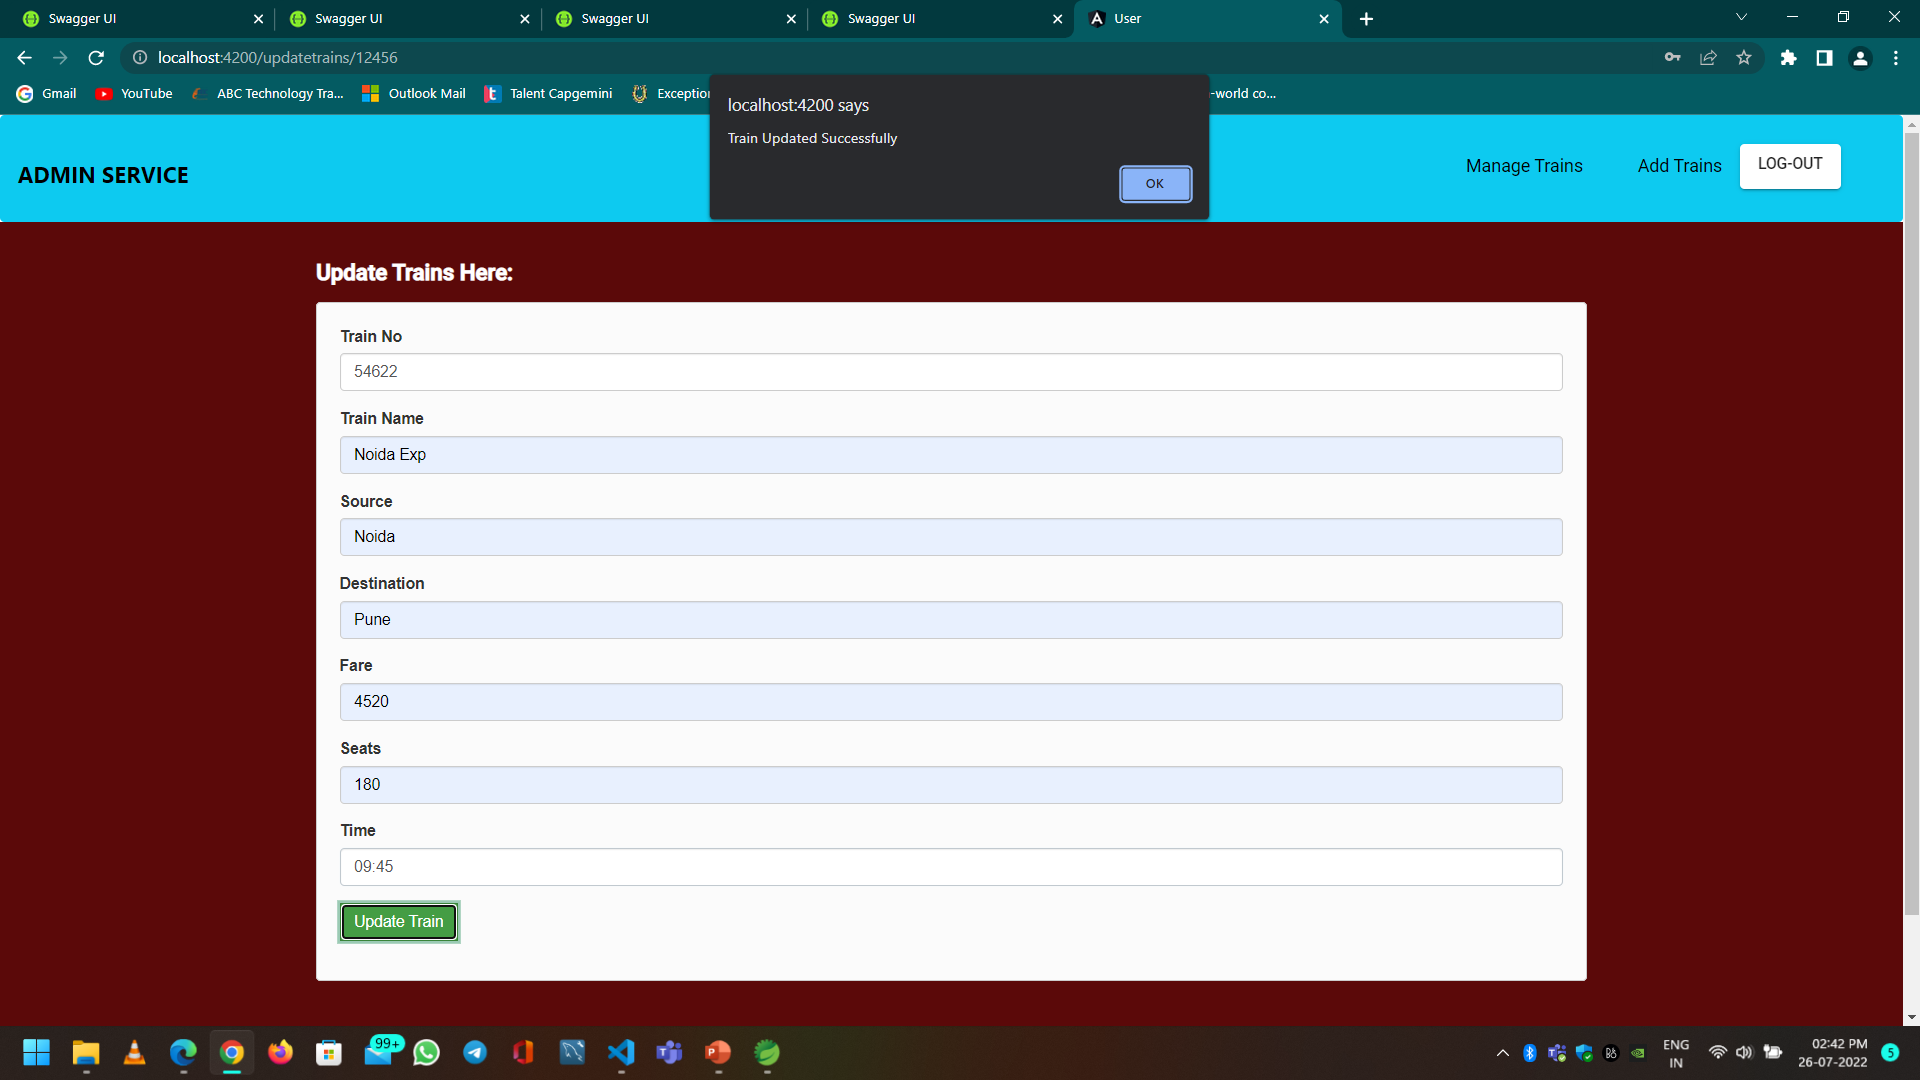 Swagger UI
Swagger UI
Swagger UI
Swagger UI
User
localhost:4200/updatetrains/12456
Gmail
YouTube
ABC Technology Tra...
Outlook Mail
Talent Capgemini
-world co...
localhost:4200 says
Train Updated Successfully
OK
ADMIN SERVICE
Manage Trains
Add Trains
LOG-OUT
Update Trains Here:
Train No
54622
Train Name
Noida Exp
Source
Noida
Destination
Pune
Fare
4520
Seats
180
Time
09:45
Update Train
99+
ENG
IN
02:42 PM
26-07-2022
5